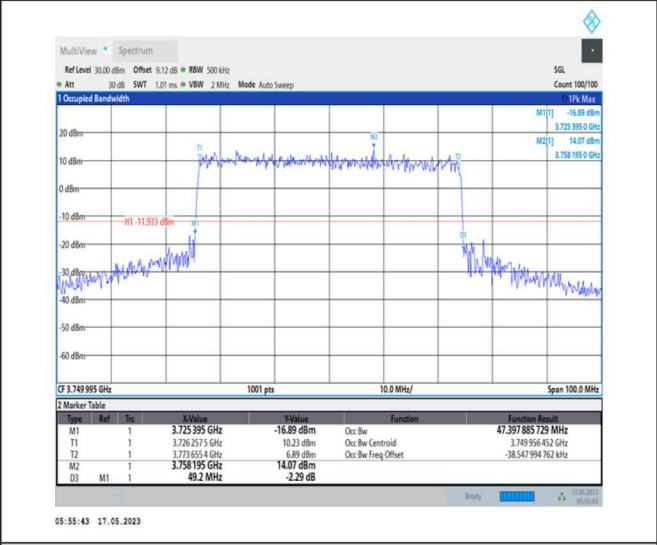 MultiView Spectrum
Ref Level 30.00 dBm Offset 9.12 dB RBW 500 kHz SGL
Att 30 dB SWT 1.01 ms VBW 2 MHz Mode Auto Sweep Count 100/100
1 Occupied Bandwidth 1Pk Max
M1[1] -16.89 dBm
3.725 395 0 GHz
M2[1] 14.07 dBm
3.758 195 0 GHz
20 dBm
M2
T1
T2
10 dBm
0 dBm
-10 dBm
H1 -11.933 dBm
M1
-20 dBm
D3
-30 dBm
-40 dBm
-50 dBm
-60 dBm
CF 3.749 995 GHz 1001 pts 10.0 MHz/ Span 100.0 MHz
2 Marker Table
Type Ref Trc X-Value Y-Value Function Function Result
M1 1 3.725 395 GHz -16.89 dBm Occ Bw 47.397 885 729 MHz
T1 1 3.726 257 5 GHz 10.23 dBm Occ Bw Centroid 3.749 956 452 GHz
T2 1 3.773 655 4 GHz 6.89 dBm Occ Bw Freq Offset -38.547 994 762 kHz
M2 1 3.758 195 GHz 14.07 dBm
D3 M1 1 49.2 MHz -2.29 dB
Ready 17.05.2023
05:55:43
05:55:43 17.05.2023